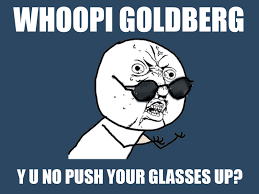 WHOOPI GOLDBERG
Y U NO PUSH YOUR GLASSES UP?